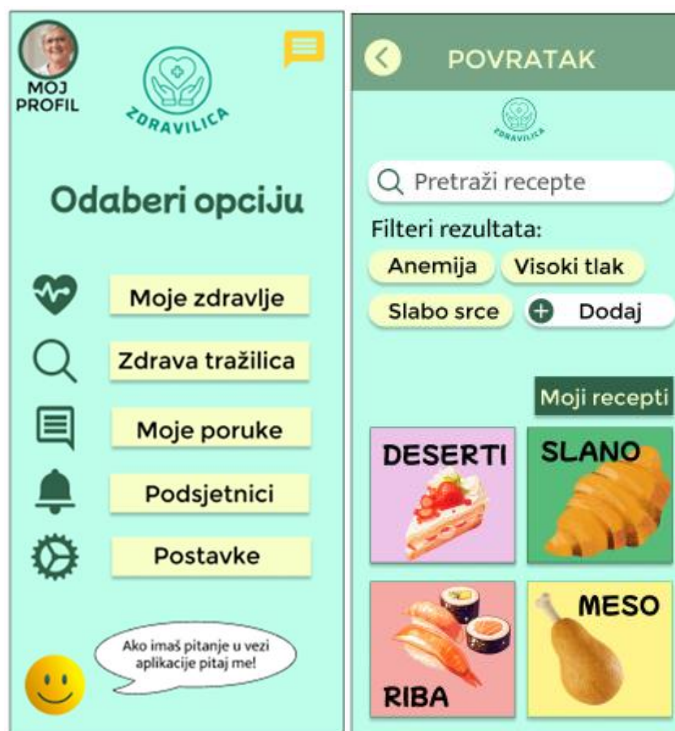 MOJ
PROFIL
ZDRAVILICA
Odaberi opciju
Moje zdravlje
Zdrava tražilica
Moje poruke
Podsjetnici
Postavke
Ako imaš pitanje u vezi
aplikacije pitaj me!
POVRATAK
ZDRAVILICA
Pretraži recepte
Filteri rezultata:
Anemija Visoki tlak
Slabo srce Dodaj
Moji recepti
DESERTI SLANO
RIBA MESO